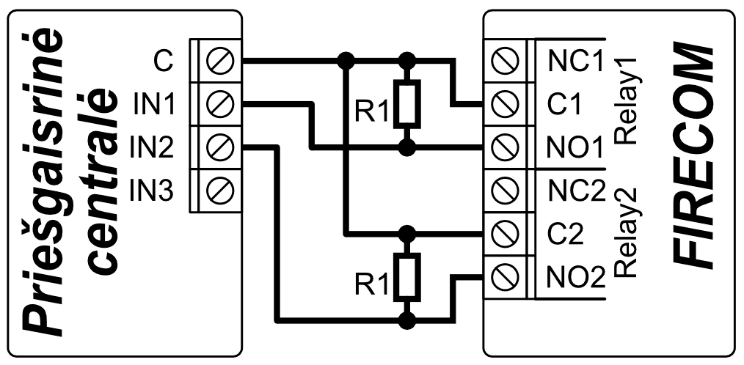 Priešgaisrinė
centralė
C
IN1
IN2
IN3
R1
R1
NC1
C1
NO1
Relay1
NC2
C2
NO2
Relay2
FIRECOM